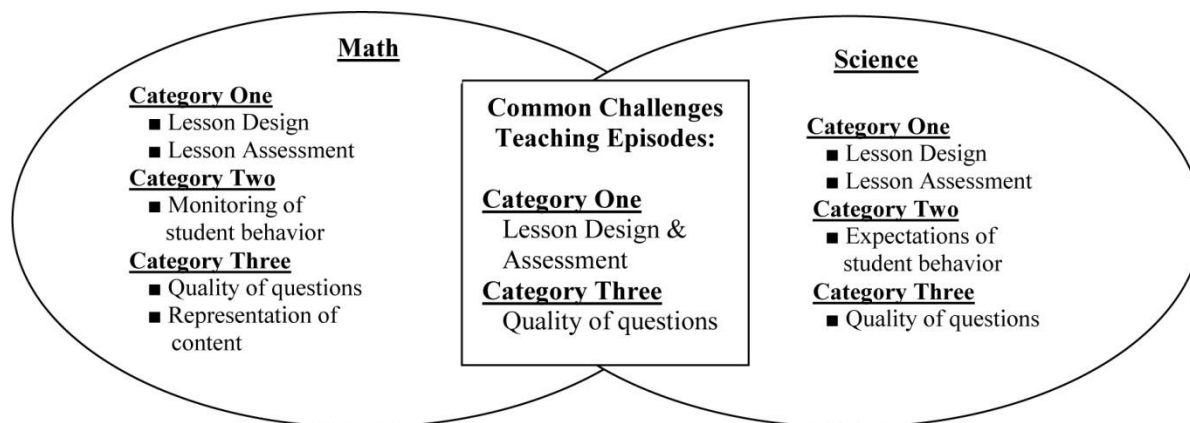 Math
Category One
■ Lesson Design
■ Lesson Assessment
Category Two
■ Monitoring of
student behavior
Category Three
■ Quality of questions
■ Representation of
content
Common Challenges
Teaching Episodes:
Category One
Lesson Design &
Assessment
Category Three
Quality of questions
Science
Category One
■ Lesson Design
■ Lesson Assessment
Category Two
■ Expectations of
student behavior
Category Three
■ Quality of questions